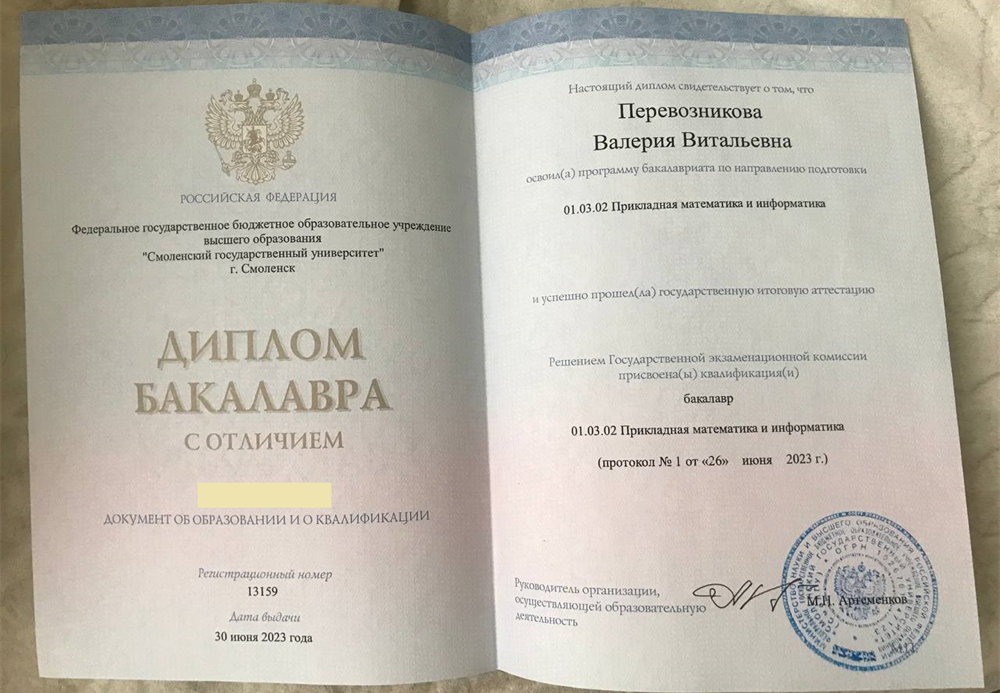 РОССИЙСКАЯ ФЕДЕРАЦИЯ
Федеральное государственное бюджетное образовательное учреждение
высшего образования
"Смоленский государственный университет"
г. Смоленск
ДИПЛОМ
БАКАЛАВРА
С ОТЛИЧИЕМ
ДОКУМЕНТ ОБ ОБРАЗОВАНИИ И О КВАЛИФИКАЦИИ
Регистрационный номер
13159
Дата выдачи
30 июня 2023 года
Настоящий диплом свидетельствует о том, что
Перевозникова
Валерия Витальевна
освоил(а) программу бакалавриата по направлению подготовки
01.03.02 Прикладная математика и информатика
и успешно прошел(ла) государственную итоговую аттестацию
Решением Государственной экзаменационной комиссии
присвоена(ы) квалификация(и)
бакалавр
01.03.02 Прикладная математика и информатика
(протокол № 1 от «26» июня 2023 г.)
Руководитель организации,
осуществляющей образовательную
деятельность
М.Н. Артеменков